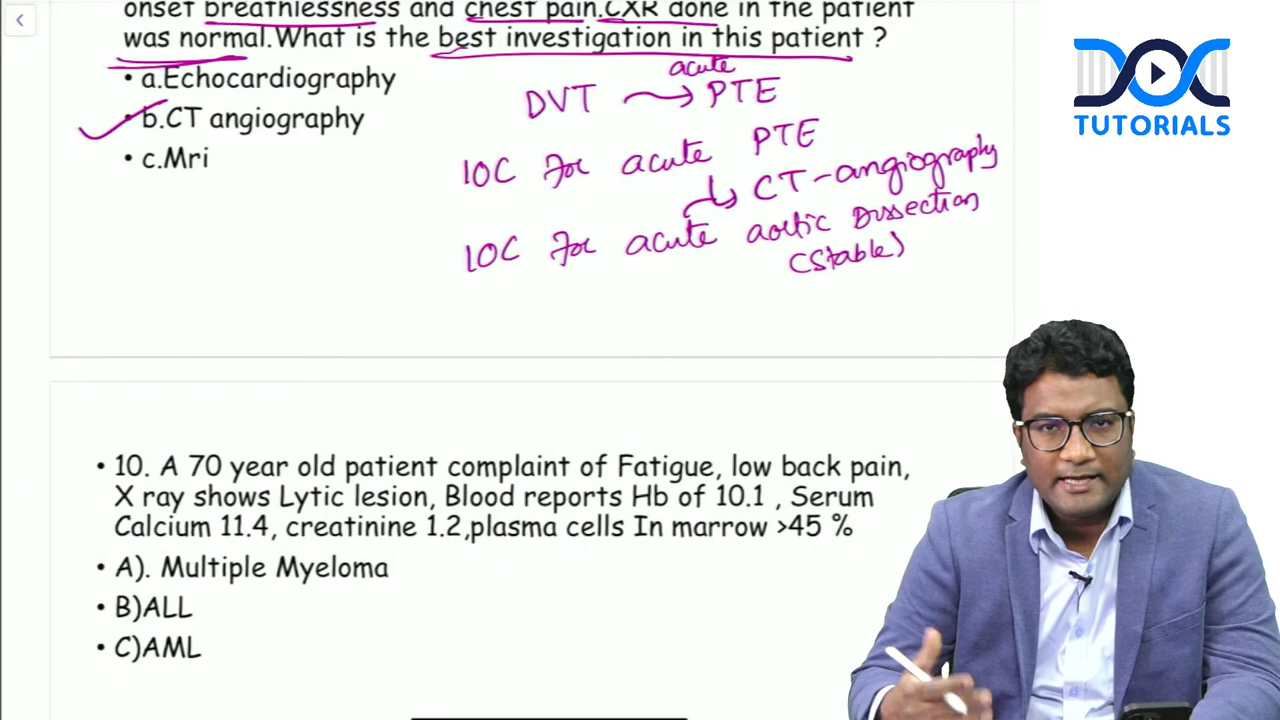 onset breathlessness and chest pain.CXR done in the patient
was normal.What is the best investigation in this patient ?
• a.Echocardiography
• b.CT angiography
• c.Mri
acute
DVT → PTE
IOC for acute PTE
CT-angiography
IOC for acute aortic Dissection
(Stable)
DOC
TUTORIALS
• 10. A 70 year old patient complaint of Fatigue, low back pain,
X ray shows Lytic lesion, Blood reports Hb of 10.1 , Serum
Calcium 11.4, creatinine 1.2,plasma cells In marrow >45 %
• A). Multiple Myeloma
• B)ALL
• C)AML